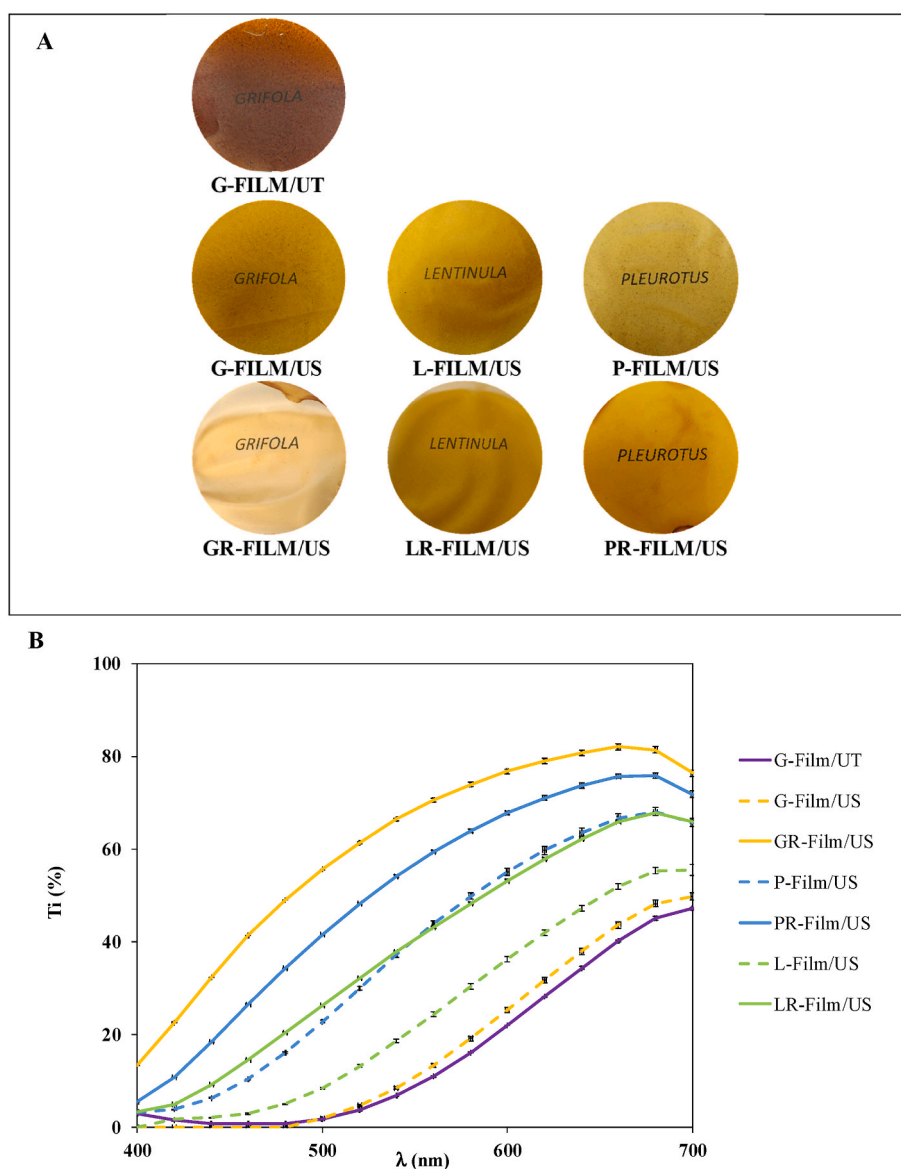 A
GRIFOLA
G-FILM/UT
GRIFOLA
LENTINULA
PLEUROTUS
G-FILM/US
L-FILM/US
P-FILM/US
GRIFOLA
LENTINULA
PLEUROTUS
GR-FILM/US
LR-FILM/US
PR-FILM/US
B
100
80
60
40
20
0
Ti (%)
400
500
600
700
λ (nm)
G-Film/UT
G-Film/US
GR-Film/US
P-Film/US
PR-Film/US
L-Film/US
LR-Film/US